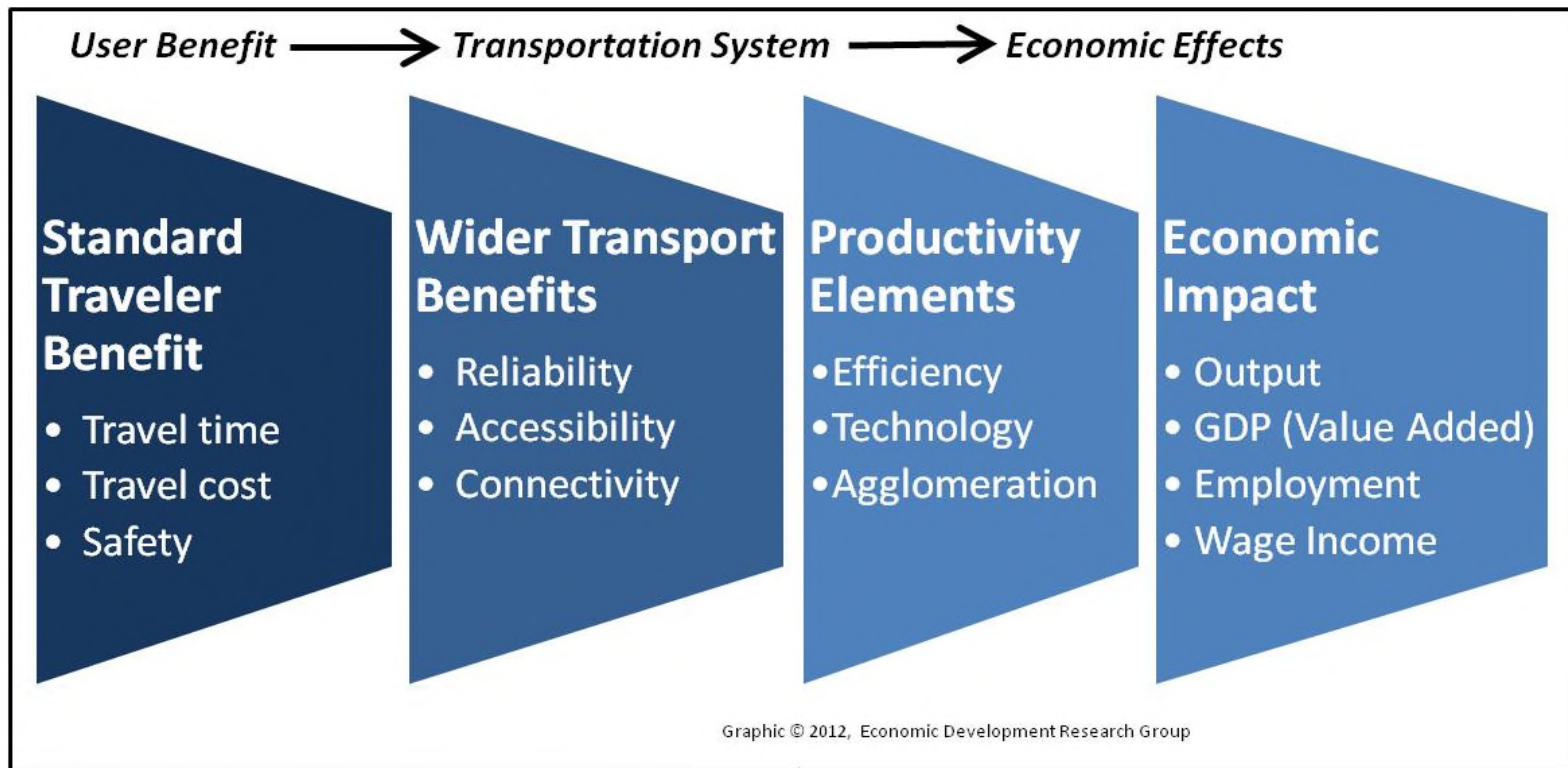 User Benefit → Transportation System → Economic Effects
Standard
Traveler
Benefit
• Travel time
• Travel cost
• Safety
Wider Transport
Benefits
• Reliability
• Accessibility
• Connectivity
Productivity
Elements
•Efficiency
•Technology
•Agglomeration
Economic
Impact
• Output
• GDP (Value Added)
• Employment
• Wage Income
Graphic © 2012, Economic Development Research Group